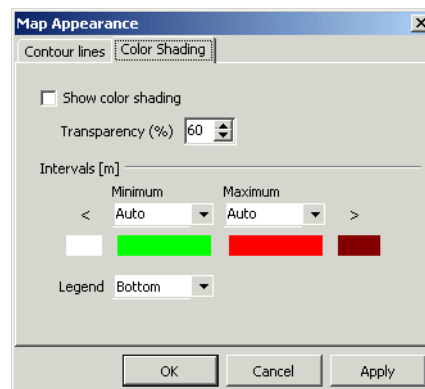 Map Appearance
Contour lines Color Shading
Show color shading
Transparency (%) 60
Intervals [m]
Minimum Maximum
< Auto Auto >
Legend Bottom
OK Cancel Apply